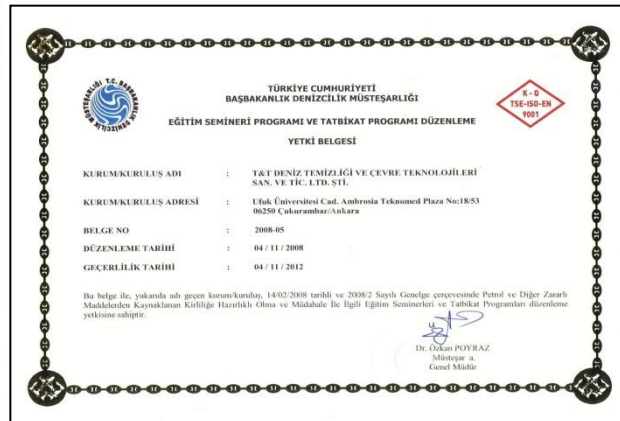 T.C. BAŞBAKANLIK DENİZCİLİK MÜSTEŞARLIĞI
K - Q
TSE-ISO-EN
9001
TÜRKİYE CUMHURİYETİ
BAŞBAKANLIK DENİZCİLİK MÜSTEŞARLIĞI
EĞİTİM SEMİNERİ PROGRAMI VE TATBİKAT PROGRAMI DÜZENLEME
YETKİ BELGESİ
KURUM/KURULUŞ ADI : T&T DENİZ TEMİZLİĞİ VE ÇEVRE TEKNOLOJİLERİ
SAN. VE TİC. LTD. ŞTİ.
KURUM/KURULUŞ ADRESİ : Ufuk Üniversitesi Cad. Ambrosia Teknomed Plaza No:18/53
06250 Çukurambar/Ankara
BELGE NO : 2008-05
DÜZENLEME TARİHİ : 04 / 11 / 2008
GEÇERLİLİK TARİHİ : 04 / 11 / 2012
Bu belge ile, yukarıda adı geçen kurum/kuruluş, 14/02/2008 tarihli ve 2008/2 Sayılı Genelge çerçevesinde Petrol ve Diğer Zararlı
Maddelerden Kaynaklanan Kirliliğe Hazırlıklı Olma ve Müdahale İle İlgili Eğitim Seminerleri ve Tatbikat Programları düzenleme
yetkisine sahiptir.
Dr. Özkan POYRAZ
Müsteşar a.
Genel Müdür